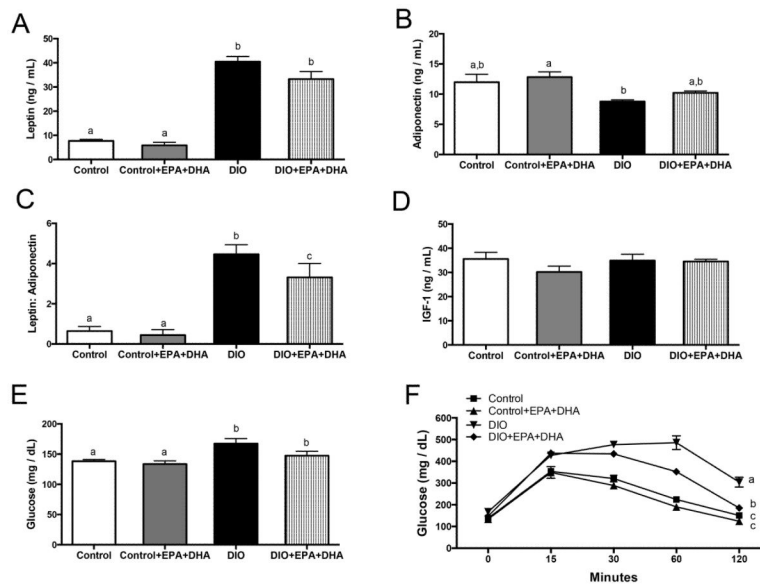 A
Leptin (ng / mL)
50
40
30
20
10
0
a
a
b
b
Control
Control+EPA+DHA
DIO
DIO+EPA+DHA
B
Adiponectin (ng / mL)
20
15
10
5
0
a,b
a
b
a,b
Control
Control+EPA+DHA
DIO
DIO+EPA+DHA
C
Leptin: Adiponectin
6
4
2
0
a
a
b
c
Control
Control+EPA+DHA
DIO
DIO+EPA+DHA
D
IGF-1 (ng / mL)
50
40
30
20
10
0
Control
Control+EPA+DHA
DIO
DIO+EPA+DHA
E
Glucose (mg / dL)
200
150
100
50
0
a
a
b
b
Control
Control+EPA+DHA
DIO
DIO+EPA+DHA
F
Control
Control+EPA+DHA
DIO
DIO+EPA+DHA
Glucose (mg / dL)
600
500
400
300
200
100
0
a
b
c
c
0
15
30
60
120
Minutes